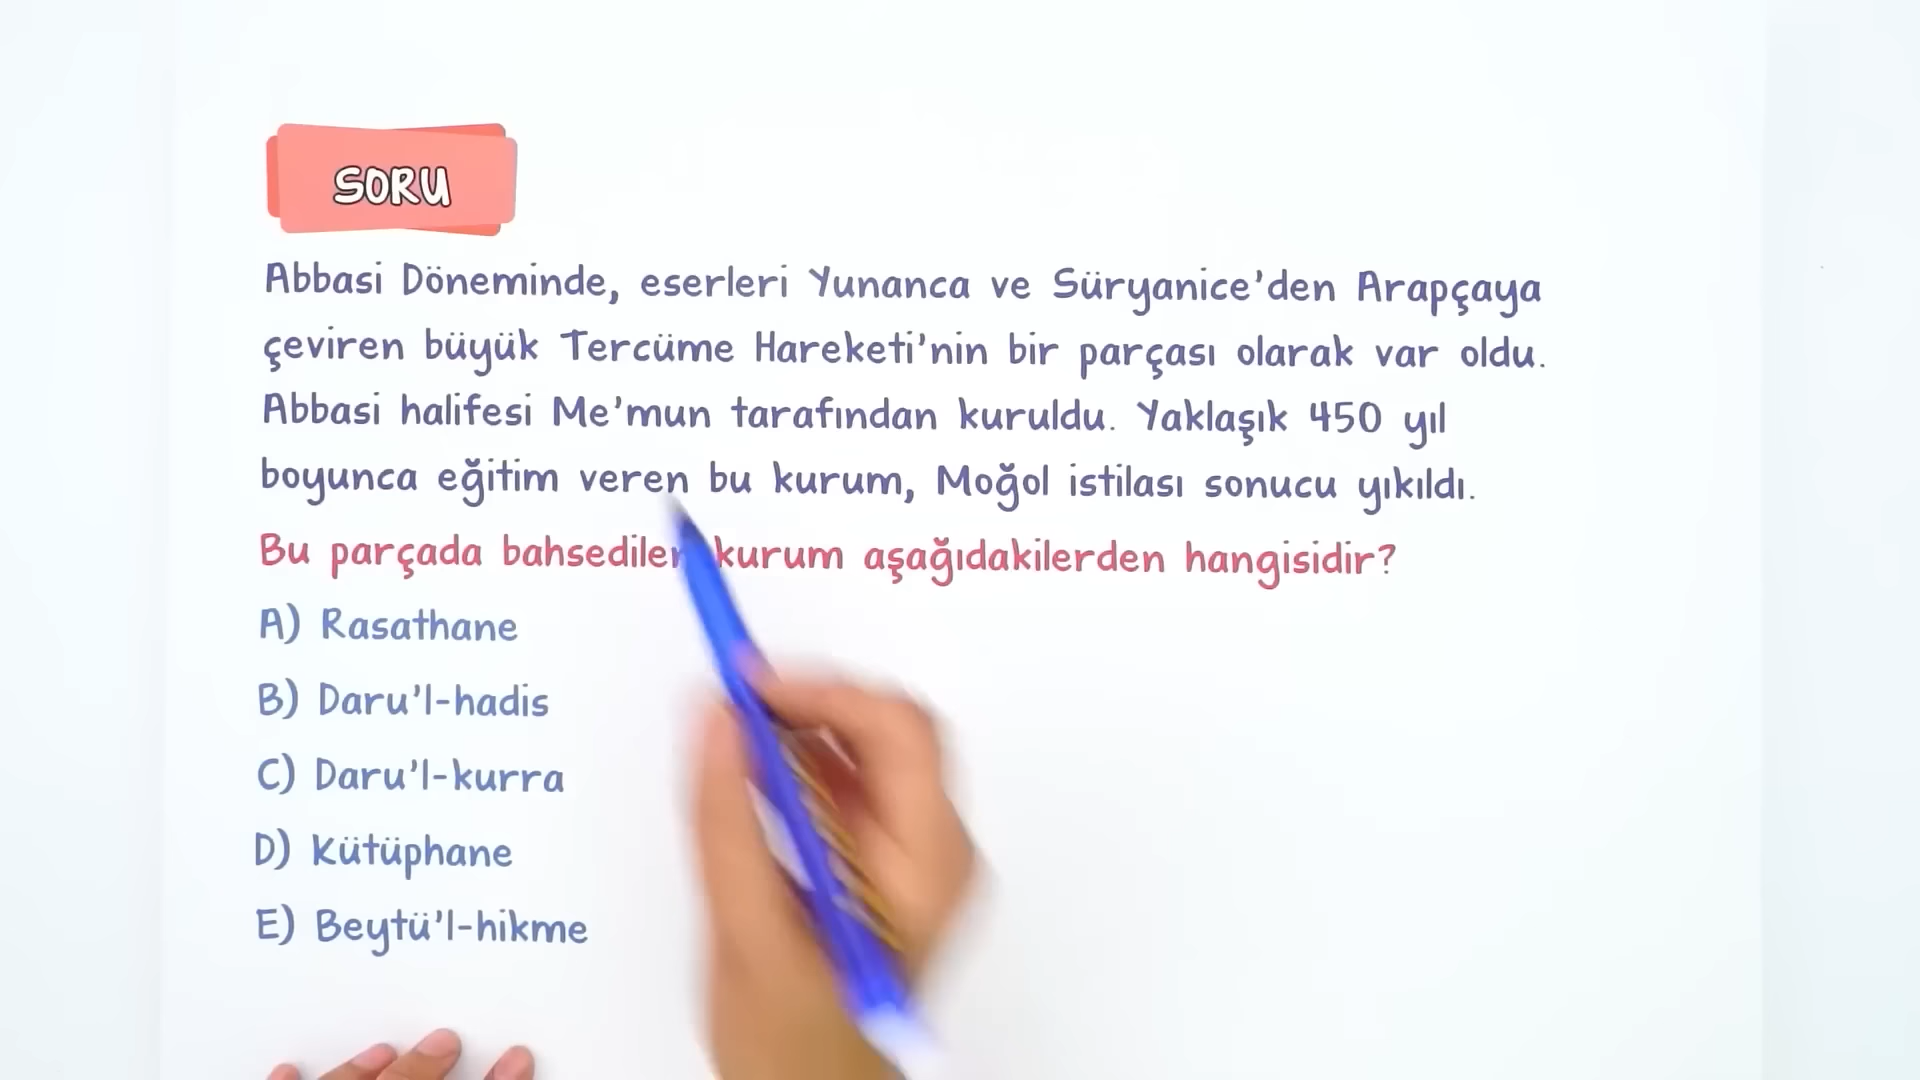 SORU
Abbasi Döneminde, eserleri Yunanca ve Süryanice'den Arapçaya
çeviren büyük Tercüme Hareketi'nin bir parçası olarak var oldu.
Abbasi halifesi Me'mun tarafından kuruldu. Yaklaşık 450 yıl
boyunca eğitim veren bu kurum, Moğol istilası sonucu yıkıldı.
Bu parçada bahsedilen kurum aşağıdakilerden hangisidir?
A) Rasathane
B) Daru'l-hadis
C) Daru'l-kurra
D) Kütüphane
E) Beytü'l-hikme